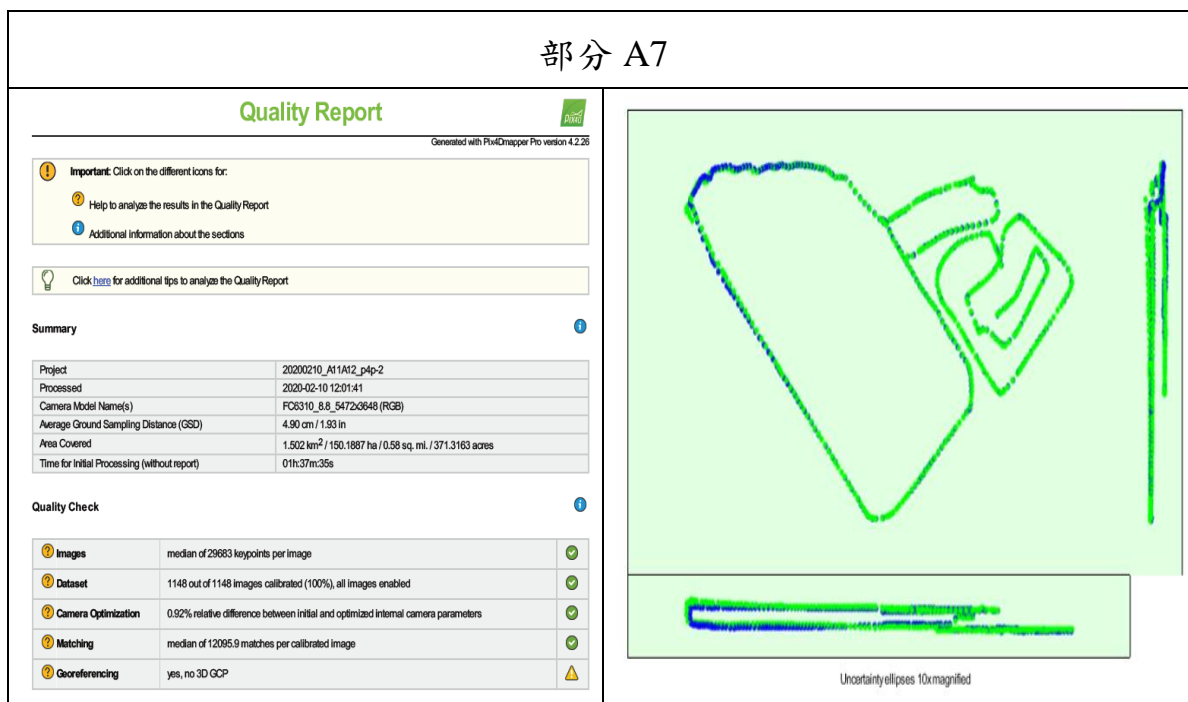 部分 A7
Quality Report
Generated with Pix4Dmapper Pro version 4.2.26
Important: Click on the different icons for:
Help to analyze the results in the Quality Report
Additional information about the sections
Click here for additional tips to analyze the Quality Report
Summary
Project 20200210_A11A12_p4p-2
Processed 2020-02-10 12:01:41
Camera Model Name(s) FC6310_8.8_5472x3648 (RGB)
Average Ground Sampling Distance (GSD) 4.90 cm / 1.93 in
Area Covered 1.502 km² / 150.1887 ha / 0.58 sq. mi. / 371.3163 acres
Time for Initial Processing (without report) 01h:37m:35s
Quality Check
Images median of 29683 keypoints per image
Dataset 1148 out of 1148 images calibrated (100%), all images enabled
Camera Optimization 0.92% relative difference between initial and optimized internal camera parameters
Matching median of 12095.9 matches per calibrated image
Georeferencing yes, no 3D GCP
Uncertainty ellipses 10x magnified